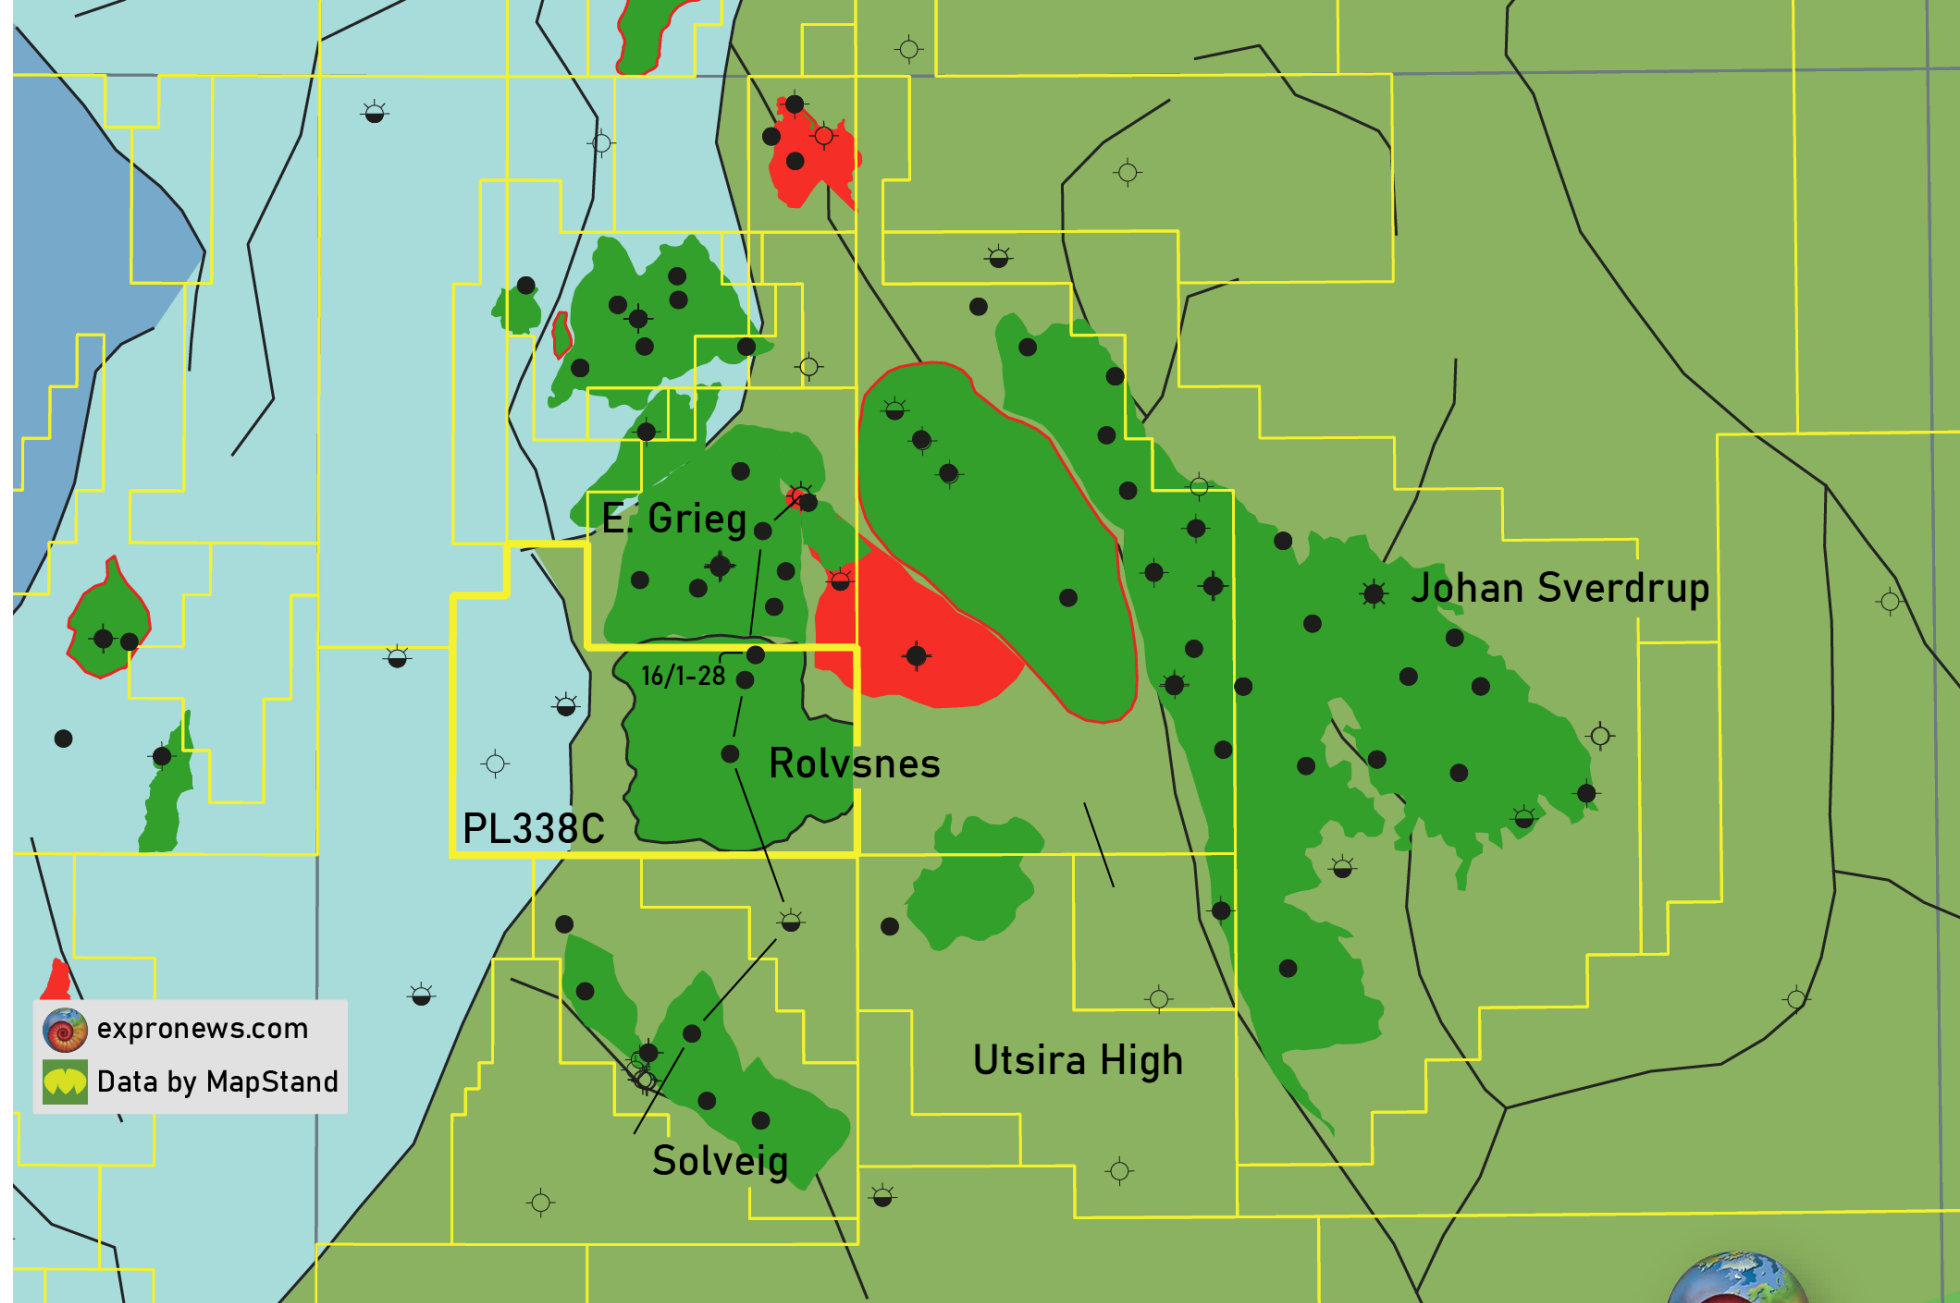 E. Grieg
Johan Sverdrup
16/1-28
Rolvsnes
PL338C
expronews.com
Data by MapStand
Utsira High
Solveig